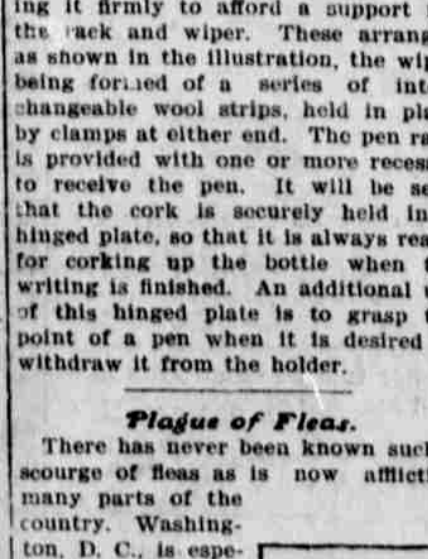 ing it firmly to afford a support
the rack and wiper. These arrang
as shown in the illustration, the wip
being formed of a series of int
changeable wool strips, held in pla
by clamps at either end. The pen ra
is provided with one or more recess
to receive the pen. It will be se
that the cork is securely held in
hinged plate, so that it is always rea
for corking up the bottle when t
writing is finished. An additional u
of this hinged plate is to grasp t
point of a pen when it is desired
withdraw it from the holder.
Plague of Fleas.
There has never been known such
scourge of fleas as is now afflicti
many parts of the
country. Washing-
ton, D. C., is espe-